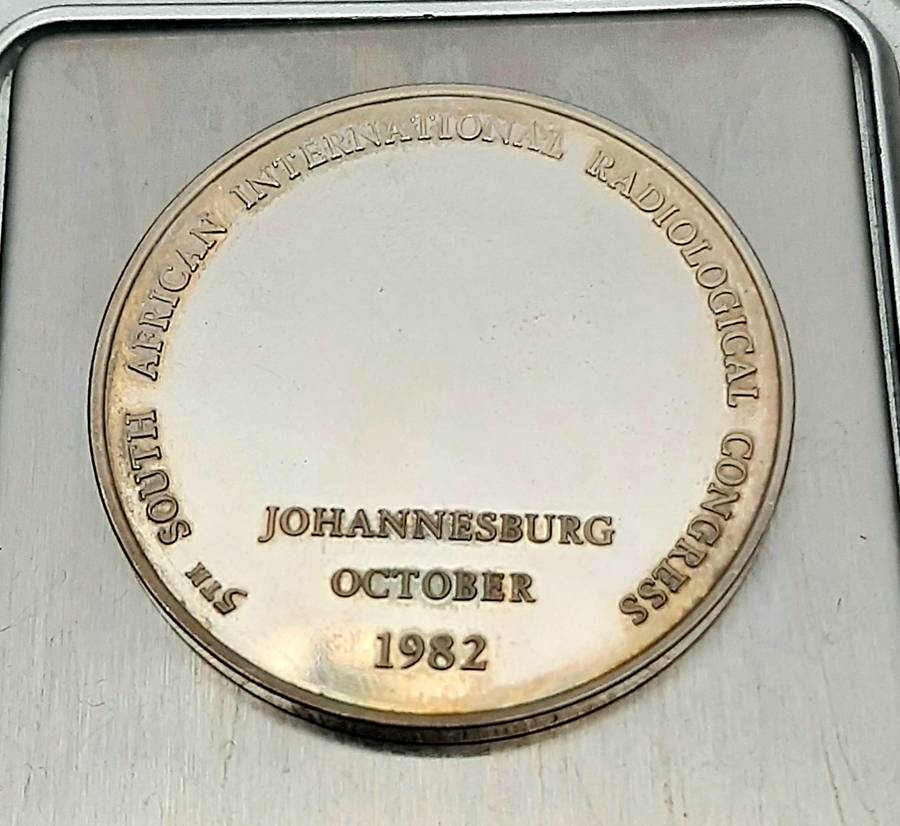 5TH SOUTH AFRICAN INTERNATIONAL RADIOLOGICAL CONGRESS
JOHANNESBURG
OCTOBER
1982